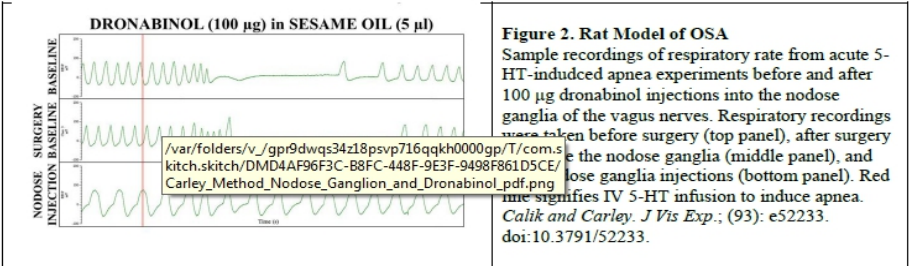 DRONABINOL (100 µg) in SESAME OIL (5 µl)
BASELINE
SURGERY
BASELINE
NODOSE
INJECTION
Time (s)
/var/folders/v_/gpr9dwqs34z18psvp716qqkh0000gp/T/com.s
kitch.skitch/DMD4AF96F3C-B8FC-448F-9E3F-9498F861D5CE/
Carley_Method_Nodose_Ganglion_and_Dronabinol_pdf.png
Figure 2. Rat Model of OSA
Sample recordings of respiratory rate from acute 5-
HT-indudced apnea experiments before and after
100 µg dronabinol injections into the nodose
ganglia of the vagus nerves. Respiratory recordings
were taken before surgery (top panel), after surgery
e the nodose ganglia (middle panel), and
dose ganglia injections (bottom panel). Red
line signifies IV 5-HT infusion to induce apnea.
Calik and Carley. J Vis Exp.; (93): e52233.
doi:10.3791/52233.